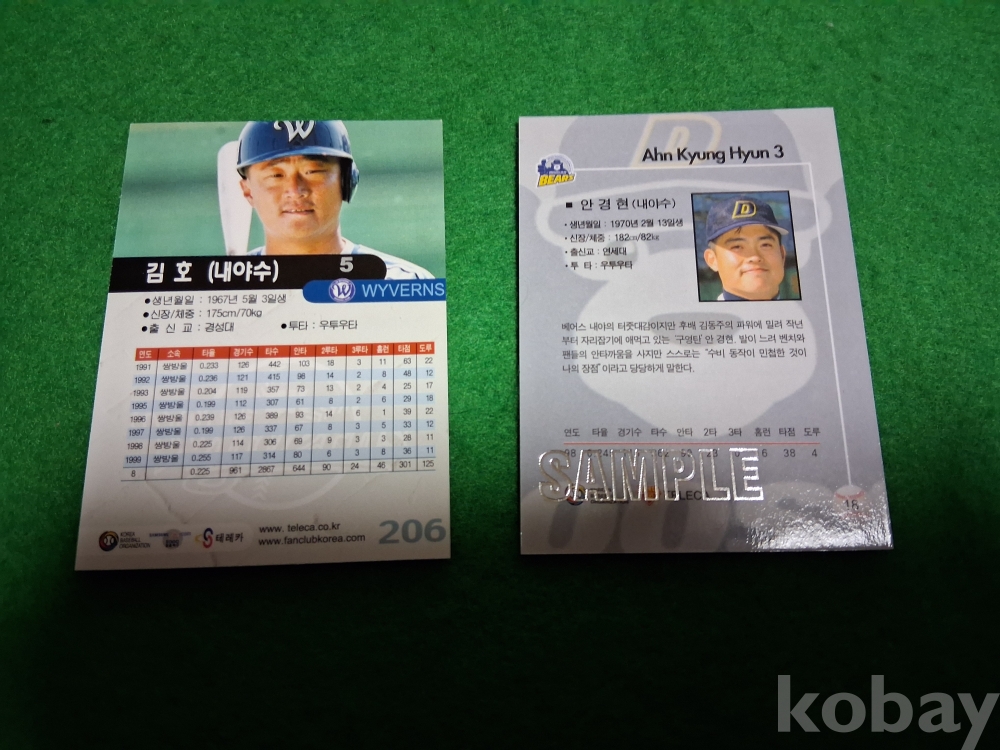 W
김 호 (내야수) 5
WYVERNS
●생년월일 : 1967년 5월 3일생
●신장/체중 : 175cm/70kg
●출 신 교 : 경성대 ●투타 : 우투우타
연도 소속 타율 경기수 타수 안타 2루타 3루타 홈런 타점 도루
1991 쌍방울 0.233 126 442 103 18 3 11 63 22
1992 쌍방울 0.236 121 415 98 14 2 8 48 12
1993 쌍방울 0.204 119 357 73 13 2 4 25 17
1995 쌍방울 0.199 112 307 61 8 2 6 29 18
1996 쌍방울 0.239 126 389 93 14 6 1 39 22
1997 쌍방울 0.199 126 337 67 8 3 5 33 12
1998 쌍방울 0.225 114 306 69 9 3 3 28 11
1999 쌍방울 0.255 117 314 80 6 3 8 36 11
8 0.225 961 2867 644 90 24 46 301 125
KOREA BASEBALL ORGANIZATION
테레카
www. teleca.co.kr
www.fanclubkorea.com
206
D
Ahn Kyung Hyun 3
BEARS
■ 안 경 현 (내야수)
• 생년월일 : 1970년 2월 13일생
• 신장/체중 : 182cm/82kg
• 출신교 : 연세대
• 투 타 : 우투우타
D
베어스 내야의 터줏대감이지만 후배 김동주의 파워에 밀려 작년
부터 자리잡기에 애먹고 있는 '구영탄' 안 경현. 발이 느려 벤치와
팬들의 안타까움을 사지만 스스로는 "수비 동작이 민첩한 것이
나의 장점"이라고 당당하게 말한다.
연도 타율 경기수 타수 안타 2타 3타 홈런 타점 도루
98 23 6 38 4
SAMPLE
TELECA
18
kobay